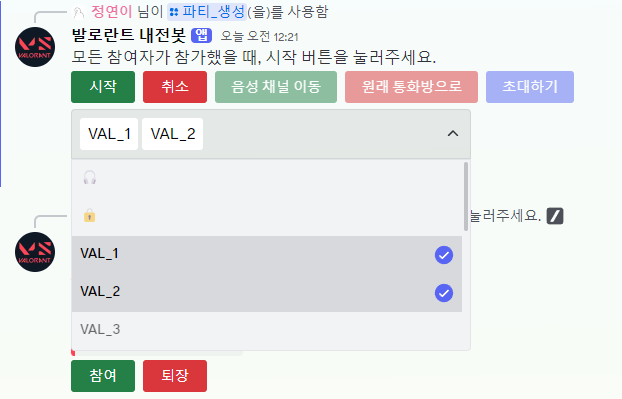 정연이 님이 파티_생성(을)를 사용함
발로란트 내전봇 앱 오늘 오전 12:21
모든 참여자가 참가했을 때, 시작 버튼을 눌러주세요.
시작 취소 음성 채널 이동 원래 통화방으로 초대하기
VAL_1 VAL_2
눌러주세요.
VAL_1
VAL_2
VAL_3
참여 퇴장
VALORANT
VALORANT